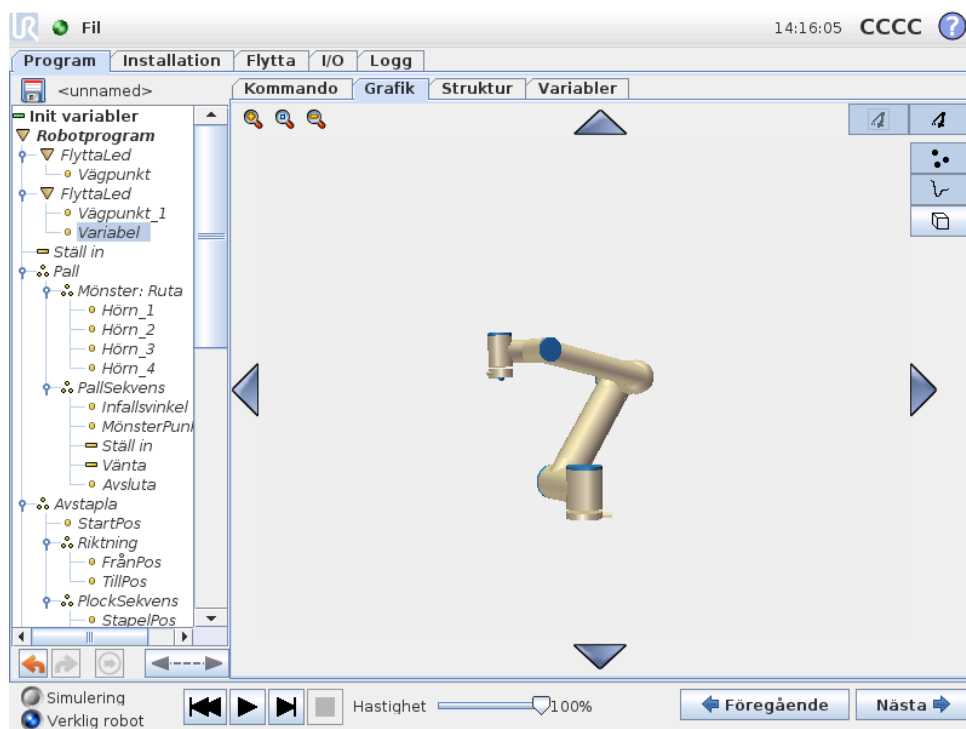 UR Fil 14:16:05 CCCC ?
Program Installation Flytta I/O Logg
<unnamed>
Kommando Grafik Struktur Variabler
Init variabler
Robotprogram
FlyttaLed
Vägpunkt
FlyttaLed
Vägpunkt_1
Variabel
Ställ in
Pall
Mönster: Ruta
Hörn_1
Hörn_2
Hörn_3
Hörn_4
PallSekvens
Infallsvinkel
MönsterPunk
Ställ in
Vänta
Avsluta
Avstapla
StartPos
Riktning
FrånPos
TillPos
PlockSekvens
StapelPos
Simulering
Verklig robot
Hastighet 100%
Föregående Nästa